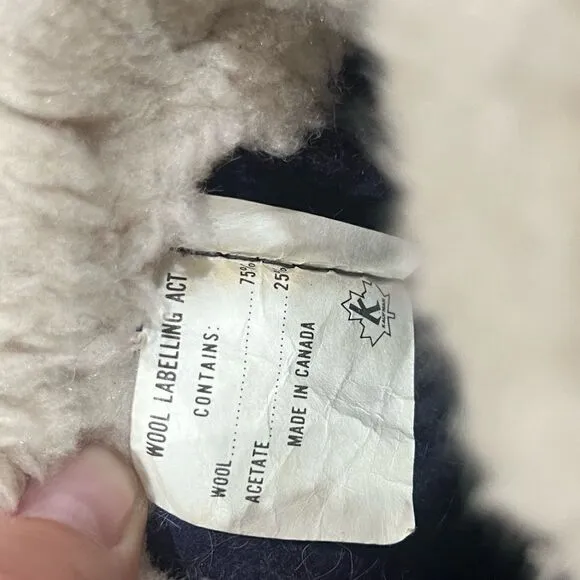 WOOL LABELLING ACT
CONTAINS:
WOOL .......... 75%
ACETATE .......... 25%
MADE IN CANADA
K